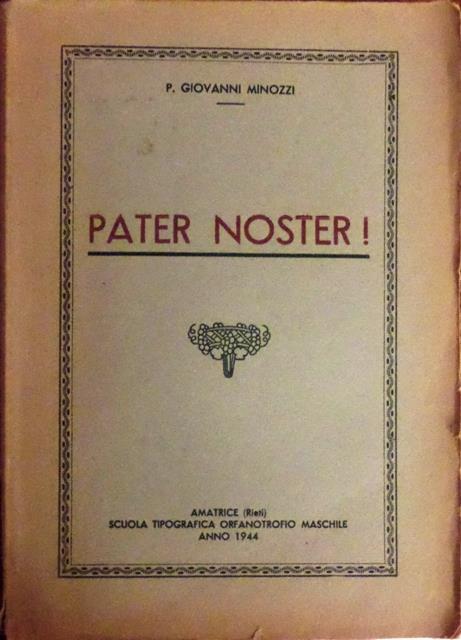 P. GIOVANNI MINOZZI
PATER NOSTER !
AMATRICE (Rieti)
SCUOLA TIPOGRAFICA ORFANOTROFIO MASCHILE
ANNO 1944